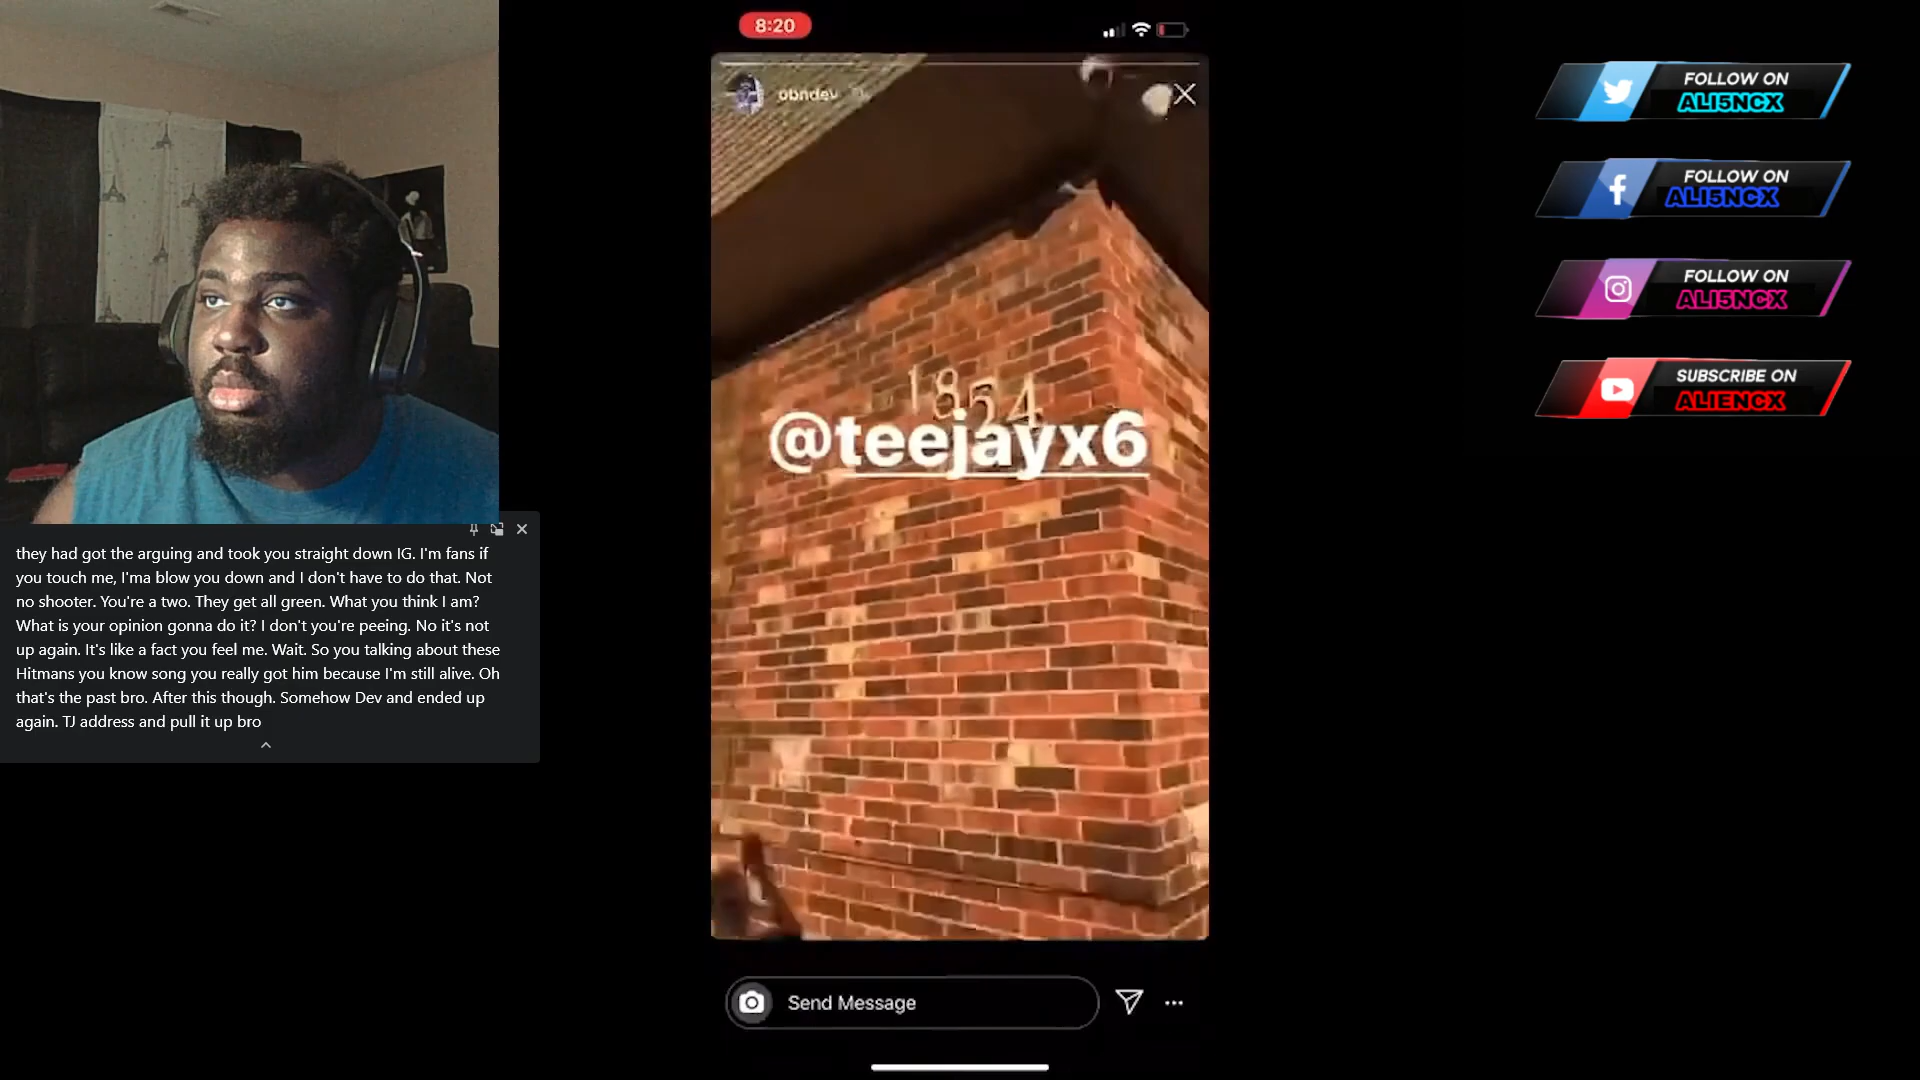 8:20
obndev
1854
@teejayx6
Send Message
they had got the arguing and took you straight down IG. I'm fans if
you touch me, I'ma blow you down and I don't have to do that. Not
no shooter. You're a two. They get all green. What you think I am?
What is your opinion gonna do it? I don't you're peeing. No it's not
up again. It's like a fact you feel me. Wait. So you talking about these
Hitmans you know song you really got him because I'm still alive. Oh
that's the past bro. After this though. Somehow Dev and ended up
again. TJ address and pull it up bro
FOLLOW ON
ALI5NCX
FOLLOW ON
ALI5NCX
FOLLOW ON
ALI5NCX
SUBSCRIBE ON
ALIENCX